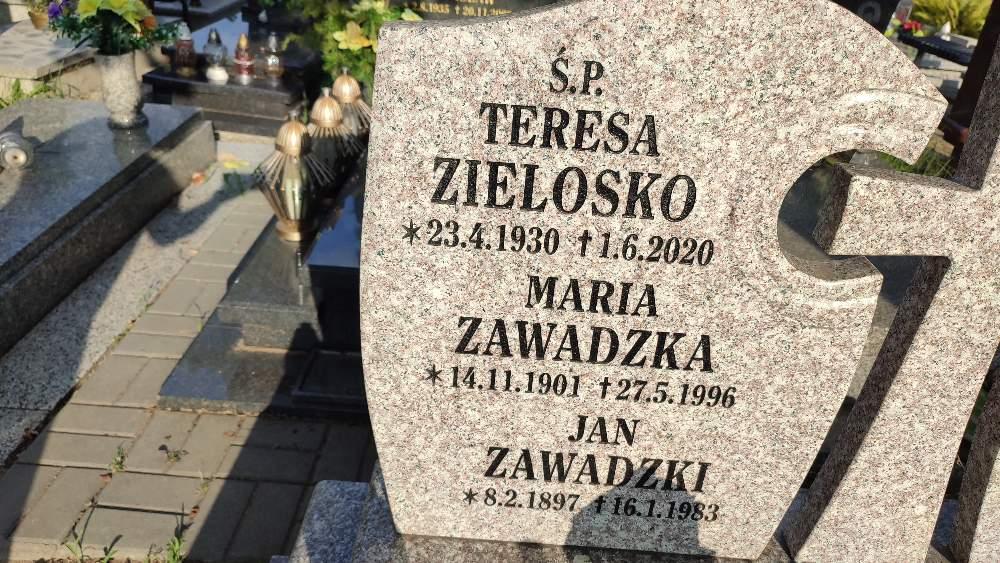 Ś.P.
TERESA
ZIELOSKO
* 23.4.1930 † 1.6.2020
MARIA
ZAWADZKA
* 14.11.1901 † 27.5.1996
JAN
ZAWADZKI
* 8.2.1897 † 16.1.1983